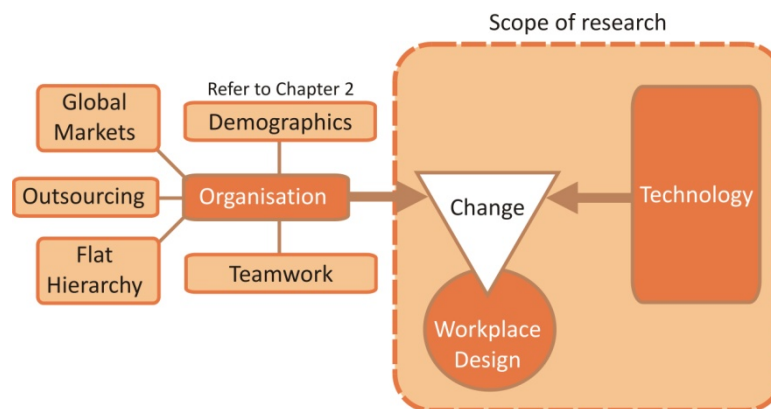 Scope of research
Refer to Chapter 2
Global
Markets
Demographics
Outsourcing
Organisation
Change
Technology
Flat
Hierarchy
Teamwork
Workplace
Design